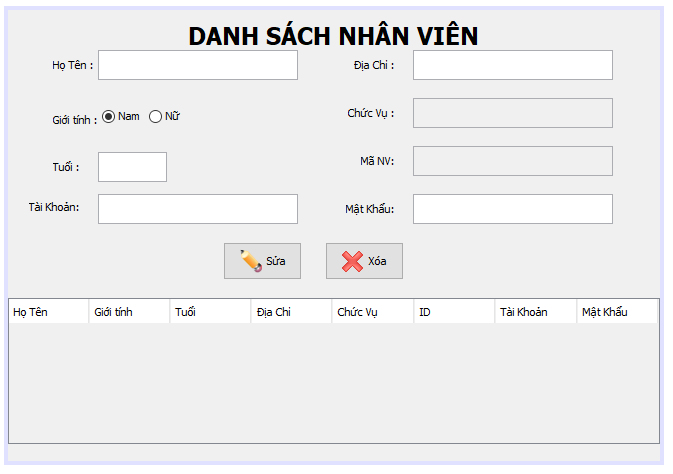 DANH SÁCH NHÂN VIÊN
Họ Tên :
Địa Chỉ :
Giới tính :
Nam
Nữ
Chức Vụ :
Tuổi :
Mã NV:
Tài Khoản:
Mật Khẩu:
Sửa
Xóa
Họ Tên Giới tính Tuổi Địa Chỉ Chức Vụ ID Tài Khoản Mật Khẩu